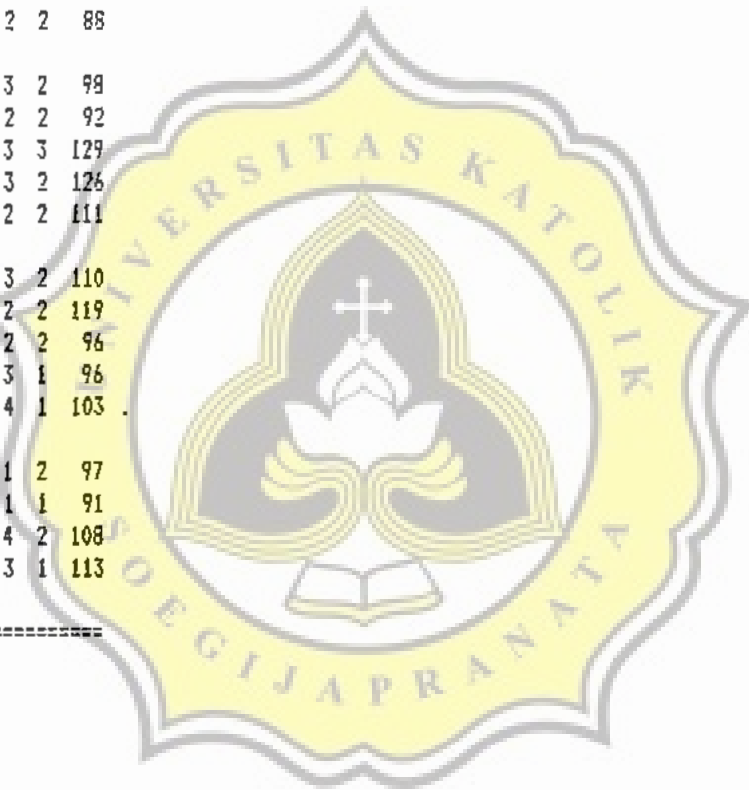 2 2 88
3 2 98
2 2 92
3 3 129
3 2 126
2 2 111
3 2 110
2 2 119
2 2 96
3 1 96
4 1 103 .
1 2 97
1 1 91
4 2 108
3 1 113
==========
UNIVERSITAS KATOLIK
SOEGIJAPRANATA